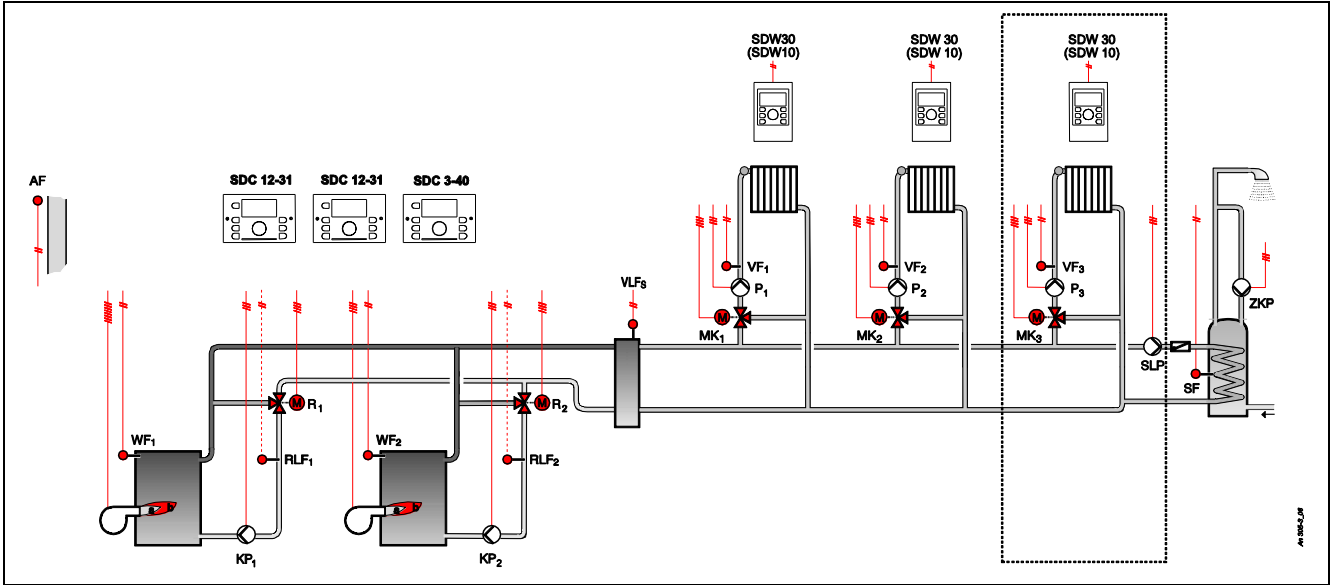 SDW30
(SDW10)
SDW 30
(SDW 10)
SDW 30
(SDW 10)
AF
SDC 12-31
SDC 12-31
SDC 3-40
VF1
VF2
VF3
P1
P2
P3
ZKP
VLFS
M
M
M
MK1
MK2
MK3
SLP
SF
M
R1
M
R2
WF1
RLF1
WF2
RLF2
KP1
KP2